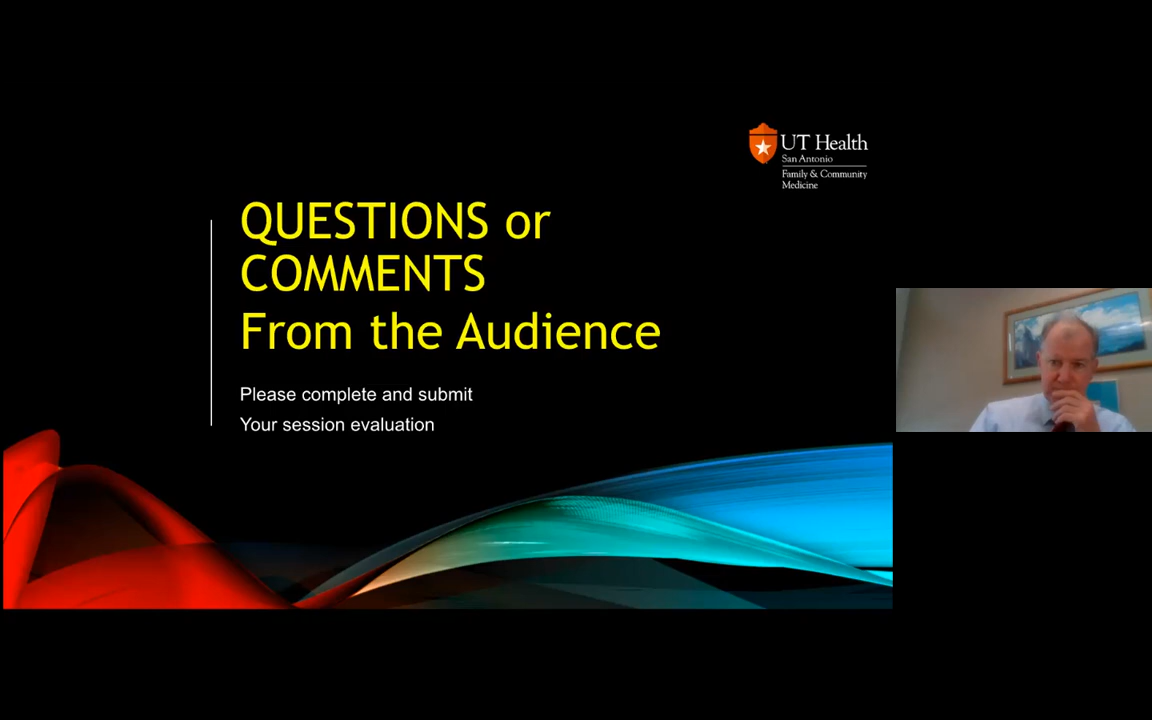 UT Health
San Antonio
Family & Community
Medicine
QUESTIONS or
COMMENTS
From the Audience
Please complete and submit
Your session evaluation